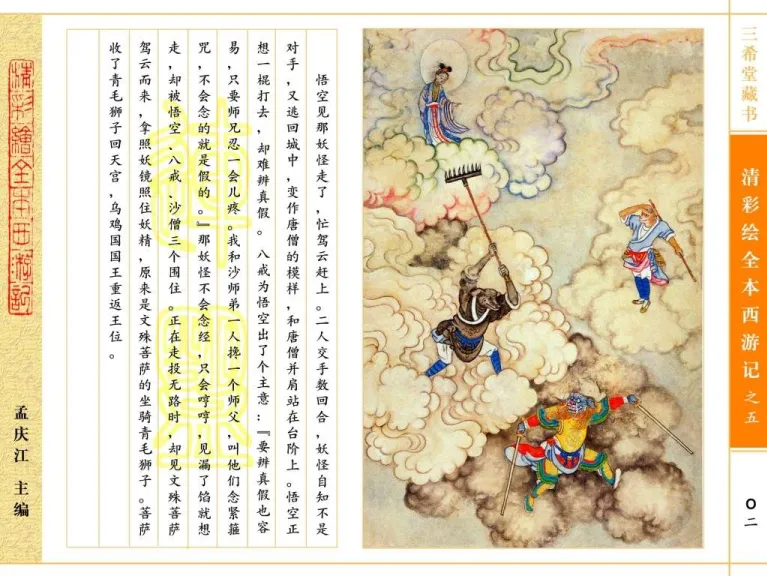 三希堂藏书
清彩绘全本西游记之五
〇二
悟空见那妖怪走了，忙驾云赶上。二人交手数回合，妖怪自知不是
对手，又逃回城中，变作唐僧的模样，和唐僧并肩站在台阶上。悟空正
想一棍打去，却难辨真假。八戒为悟空出了个主意：『要辨真假也容
易，只要师兄忍一会儿疼。我和沙师弟一人搀一个师父，叫他们念紧箍
咒，不会念的就是假的。』那妖怪不会念经，只会哼哼，见漏了馅就想
走，却被悟空、八戒、沙僧三个围住。正在走投无路时，却见文殊菩萨
驾云而来，拿照妖镜照住妖精，原来是文殊菩萨的坐骑青毛狮子。菩萨
收了青毛狮子回天宫，乌鸡国国王重返王位。
清彩繪全本西游記
孟庆江 主编